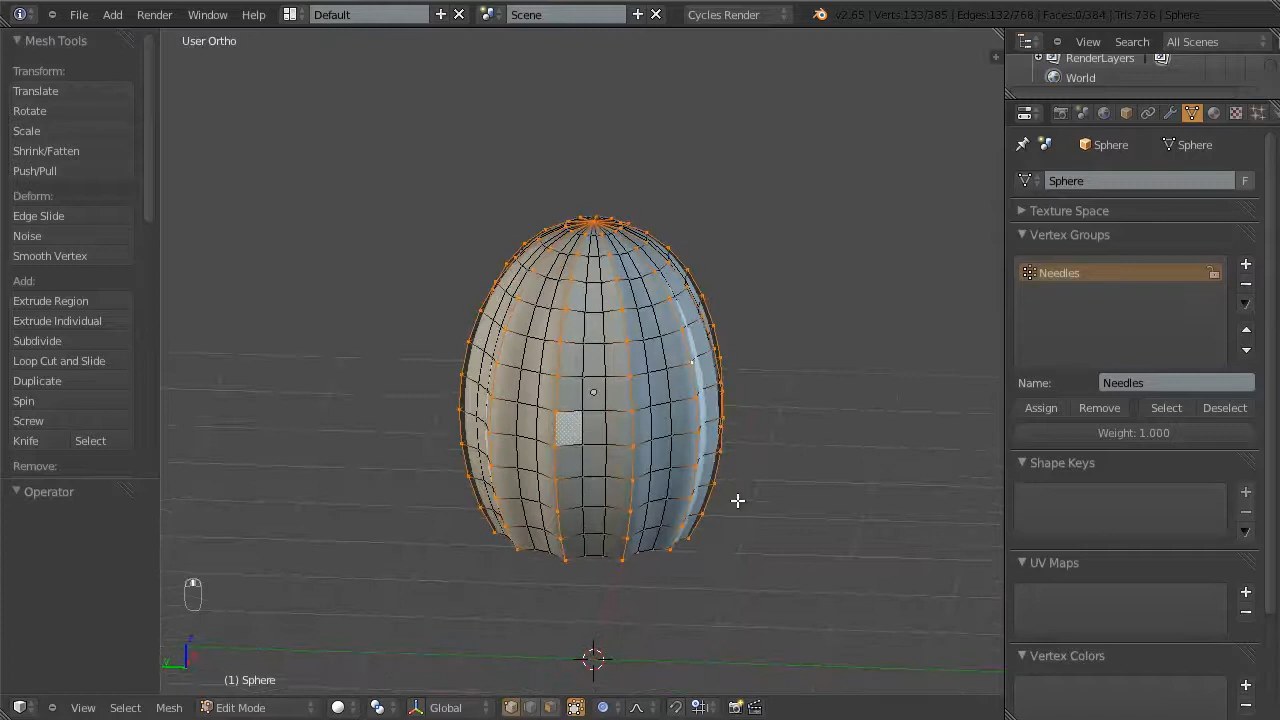 File Add Render Window Help Default Scene Cycles Render v2.65 | Verts:133/385 | Edges:132/768 | Faces:0/384 | Tris:736 | Sphere
Mesh Tools
Transform:
Translate
Rotate
Scale
Shrink/Fatten
Push/Pull
Deform:
Edge Slide
Noise
Smooth Vertex
Add:
Extrude Region
Extrude Individual
Subdivide
Loop Cut and Slide
Duplicate
Spin
Screw
Knife Select
Remove:
Operator
User Ortho
z
y
(1) Sphere
View Select Mesh Edit Mode Global
View Search All Scenes
RenderLayers
World
Sphere Sphere
Sphere F
Texture Space
Vertex Groups
Needles
Name: Needles
Assign Remove Select Deselect
Weight: 1.000
Shape Keys
UV Maps
Vertex Colors